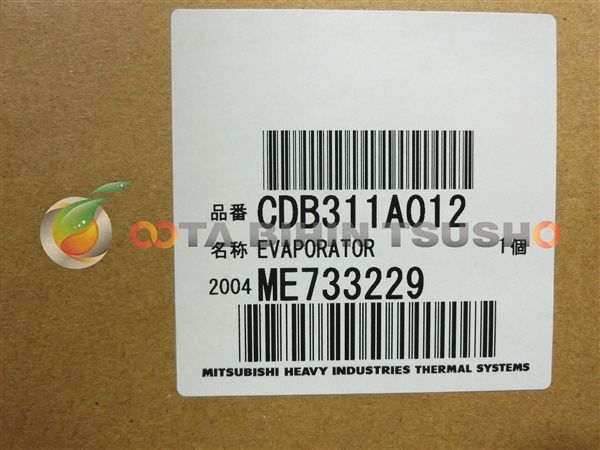 品番 CDB311A012
OOTA BIHIN TSUSHO
名称 EVAPORATOR 1個
2004 ME733229
MITSUBISHI HEAVY INDUSTRIES THERMAL SYSTEMS